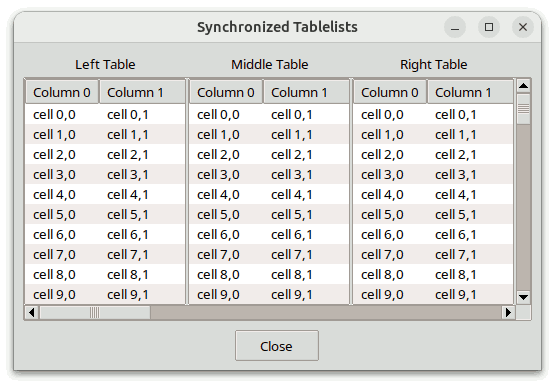 Synchronized Tablelists
Left Table Middle Table Right Table
Column 0 Column 1 Column 0 Column 1 Column 0 Column 1
cell 0,0 cell 0,1 cell 0,0 cell 0,1 cell 0,0 cell 0,1
cell 1,0 cell 1,1 cell 1,0 cell 1,1 cell 1,0 cell 1,1
cell 2,0 cell 2,1 cell 2,0 cell 2,1 cell 2,0 cell 2,1
cell 3,0 cell 3,1 cell 3,0 cell 3,1 cell 3,0 cell 3,1
cell 4,0 cell 4,1 cell 4,0 cell 4,1 cell 4,0 cell 4,1
cell 5,0 cell 5,1 cell 5,0 cell 5,1 cell 5,0 cell 5,1
cell 6,0 cell 6,1 cell 6,0 cell 6,1 cell 6,0 cell 6,1
cell 7,0 cell 7,1 cell 7,0 cell 7,1 cell 7,0 cell 7,1
cell 8,0 cell 8,1 cell 8,0 cell 8,1 cell 8,0 cell 8,1
cell 9,0 cell 9,1 cell 9,0 cell 9,1 cell 9,0 cell 9,1
Close